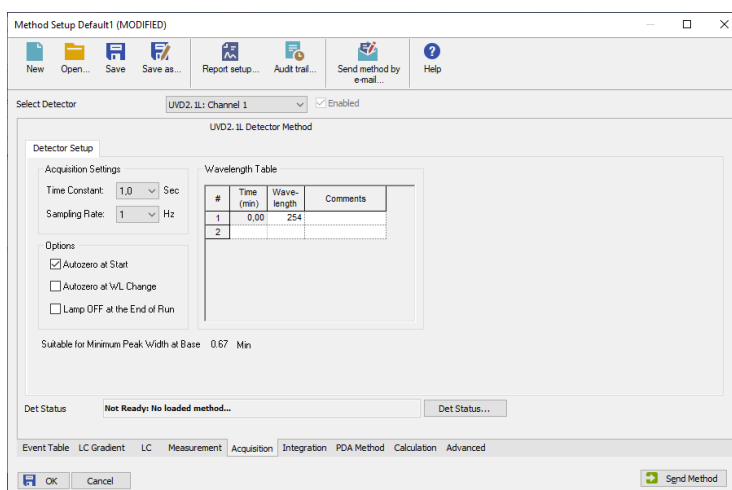 Method Setup Default1 (MODIFIED)
New Open... Save Save as... Report setup... Audit trail... Send method by e-mail... Help
Select Detector UVD2.1L: Channel 1 Enabled
UVD2.1L Detector Method
Detector Setup
Acquisition Settings
Time Constant: 1,0 Sec
Sampling Rate: 1 Hz
Options
Autozero at Start
Autozero at WL Change
Lamp OFF at the End of Run
Wavelength Table
# Time (min) Wave-length Comments
1 0,00 254
2
Suitable for Minimum Peak Width at Base 0.67 Min
Det Status Not Ready: No loaded method... Det Status...
Event Table LC Gradient LC Measurement Acquisition Integration PDA Method Calculation Advanced
OK Cancel Send Method